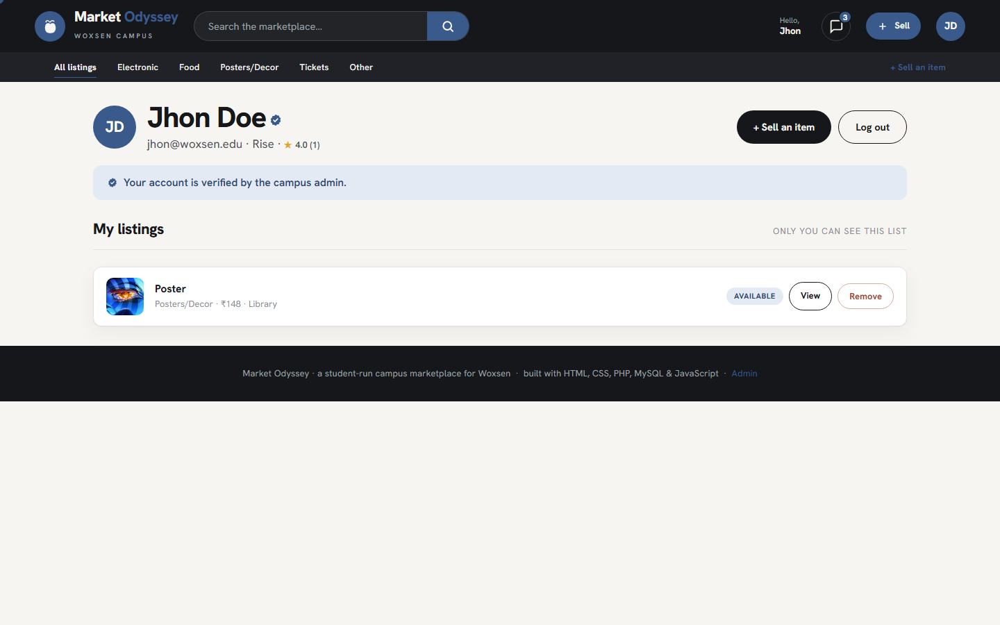 Market Odyssey
WOXSEN CAMPUS
Search the marketplace...
Hello,
Jhon
3
+ Sell
JD
All listings Electronic Food Posters/Decor Tickets Other + Sell an item
JD
Jhon Doe
jhon@woxsen.edu · Rise · ★ 4.0 (1)
+ Sell an item
Log out
Your account is verified by the campus admin.
My listings
ONLY YOU CAN SEE THIS LIST
Poster
Posters/Decor · ₹148 · Library
AVAILABLE
View
Remove
Market Odyssey · a student-run campus marketplace for Woxsen · built with HTML, CSS, PHP, MySQL & JavaScript · Admin